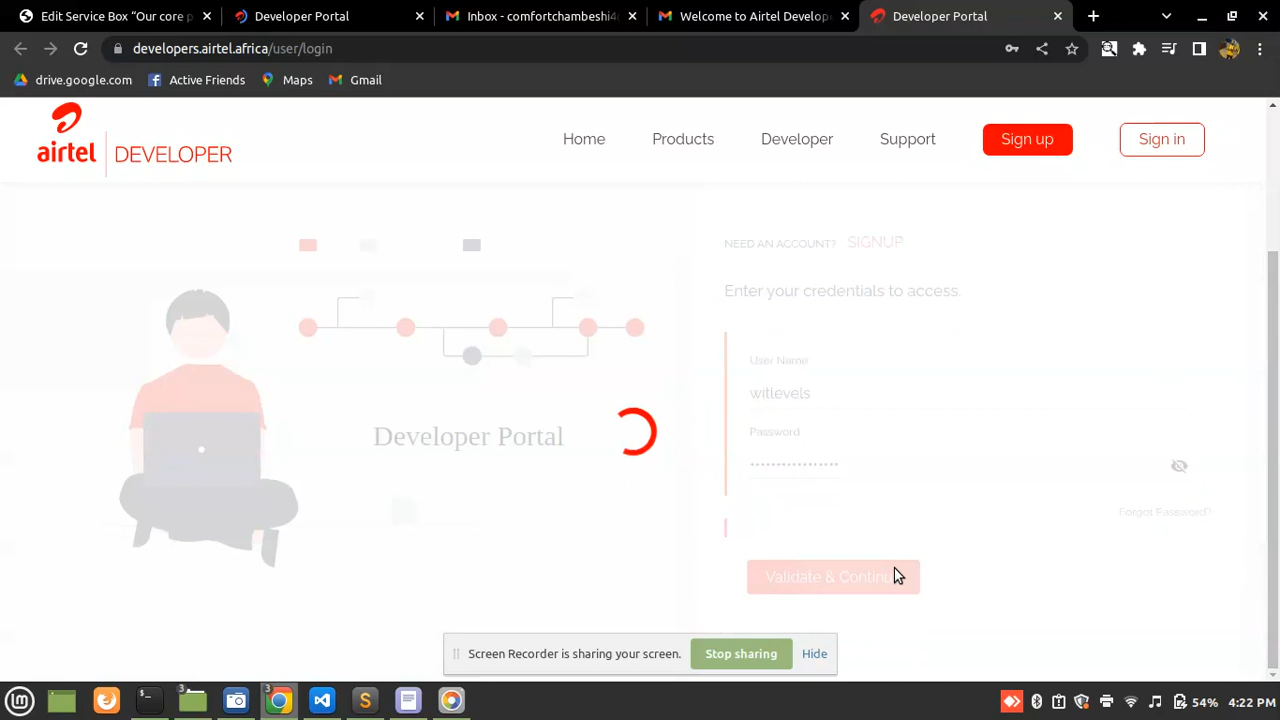 Edit Service Box “Our core p
Developer Portal
Inbox - comfortchambeshi4
Welcome to Airtel Develop
Developer Portal
developers.airtel.africa/user/login
drive.google.com
Active Friends
Maps
Gmail
airtel DEVELOPER
Home
Products
Developer
Support
Sign up
Sign in
NEED AN ACCOUNT? SIGNUP
Enter your credentials to access.
User Name
witlevels
Password
Developer Portal
Forgot Password?
Validate & Continu
Screen Recorder is sharing your screen.
Stop sharing
Hide
3
3
54%
4:22 PM